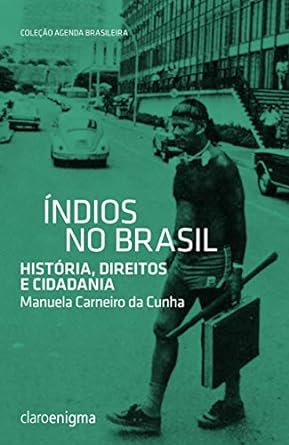 COLEÇÃO AGENDA BRASILEIRA
ÍNDIOS
NO BRASIL
HISTÓRIA, DIREITOS
E CIDADANIA
Manuela Carneiro da Cunha
claroenigma